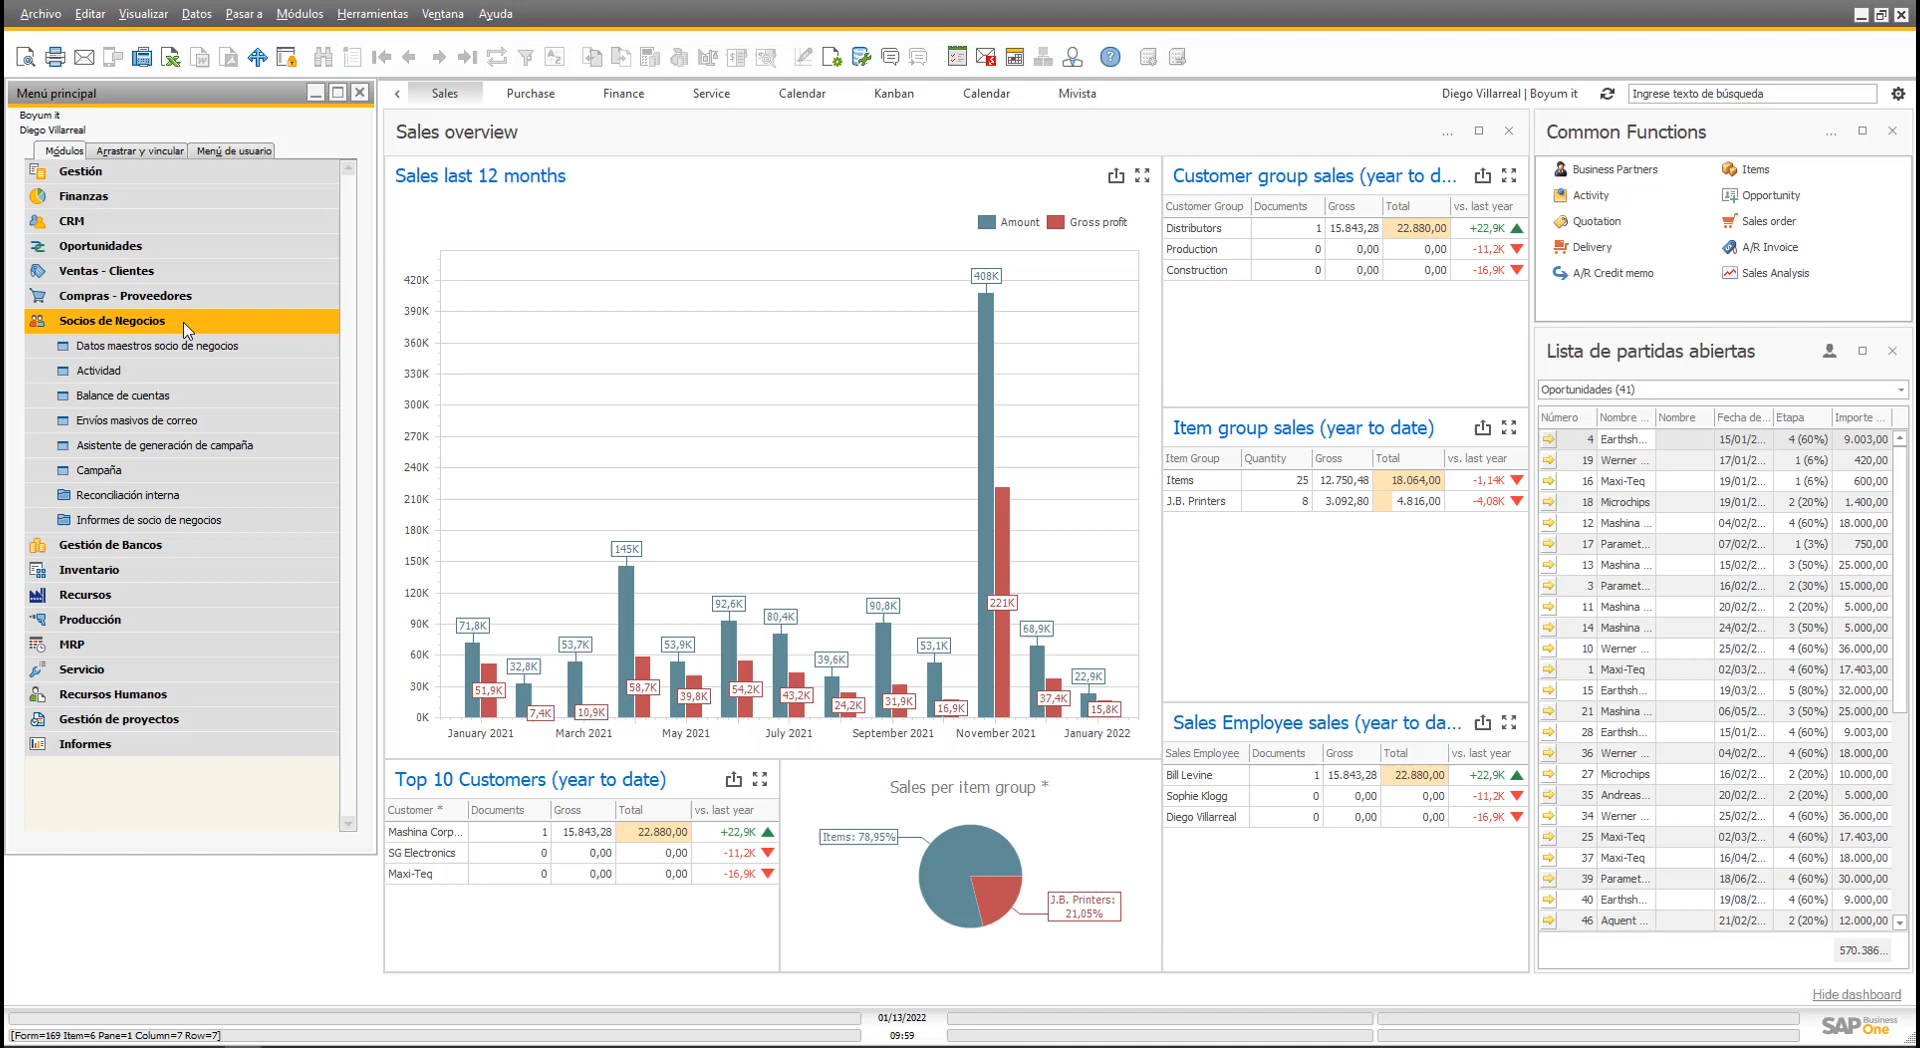 Archivo Editar Visualizar Datos Pasar a Módulos Herramientas Ventana Ayuda
Menú principal
Boyum it
Diego Villarreal
Módulos Arrastrar y vincular Menú de usuario
Gestión
Finanzas
CRM
Oportunidades
Ventas - Clientes
Compras - Proveedores
Socios de Negocios
Datos maestros socio de negocios
Actividad
Balance de cuentas
Envíos masivos de correo
Asistente de generación de campaña
Campaña
Reconciliación interna
Informes de socio de negocios
Gestión de Bancos
Inventario
Recursos
Producción
MRP
Servicio
Recursos Humanos
Gestión de proyectos
Informes
Sales Purchase Finance Service Calendar Kanban Calendar Mivista
Diego Villarreal | Boyum it
Ingrese texto de búsqueda
Sales overview
...
Sales last 12 months
Amount Gross profit
420K
390K
360K
330K
300K
270K
240K
210K
180K
150K
120K
90K
60K
30K
0K
71,8K
51,9K
32,8K
7,4K
53,7K
10,9K
145K
58,7K
53,9K
39,8K
92,6K
54,2K
80,4K
43,2K
39,6K
24,2K
90,8K
31,9K
53,1K
16,9K
408K
221K
68,9K
37,4K
22,9K
15,8K
January 2021 March 2021 May 2021 July 2021 September 2021 November 2021 January 2022
Top 10 Customers (year to date)
Customer * Documents Gross Total vs. last year
Mashina Corp... 1 15.843,28 22.880,00 +22,9K
SG Electronics 0 0,00 0,00 -11,2K
Maxi-Teq 0 0,00 0,00 -16,9K
Sales per item group *
Items: 78,95%
J.B. Printers:
21,05%
Customer group sales (year to d...
Customer Group Documents Gross Total vs. last year
Distributors 1 15.843,28 22.880,00 +22,9K
Production 0 0,00 0,00 -11,2K
Construction 0 0,00 0,00 -16,9K
Item group sales (year to date)
Item Group Quantity Gross Total vs. last year
Items 25 12.750,48 18.064,00 -1,14K
J.B. Printers 8 3.092,80 4.816,00 -4,08K
Sales Employee sales (year to da...
Sales Employee Documents Gross Total vs. last year
Bill Levine 1 15.843,28 22.880,00 +22,9K
Sophie Klogg 0 0,00 0,00 -11,2K
Diego Villarreal 0 0,00 0,00 -16,9K
Common Functions
...
Business Partners Items
Activity Opportunity
Quotation Sales order
Delivery A/R Invoice
A/R Credit memo Sales Analysis
Lista de partidas abiertas
Oportunidades (41)
Número Nombre ... Nombre Fecha de... Etapa Importe ...
4 Earthsh... 15/01/2... 4 (60%) 9.003,00
19 Werner ... 17/01/2... 1 (6%) 420,00
16 Maxi-Teq 19/01/2... 1 (6%) 600,00
18 Microchips 19/01/2... 2 (20%) 1.400,00
12 Mashina ... 04/02/2... 4 (60%) 18.000,00
17 Paramet... 07/02/2... 1 (3%) 750,00
13 Mashina ... 15/02/2... 3 (50%) 25.000,00
3 Paramet... 16/02/2... 2 (30%) 15.000,00
11 Mashina ... 20/02/2... 2 (20%) 5.000,00
14 Mashina ... 24/02/2... 3 (50%) 5.000,00
10 Werner ... 25/02/2... 4 (60%) 36.000,00
1 Maxi-Teq 02/03/2... 4 (60%) 17.403,00
15 Earthsh... 19/03/2... 5 (80%) 32.000,00
21 Mashina ... 06/05/2... 3 (50%) 25.000,00
28 Earthsh... 15/01/2... 4 (60%) 9.003,00
36 Werner ... 04/02/2... 4 (60%) 18.000,00
27 Microchips 16/02/2... 2 (20%) 10.000,00
35 Andreas... 20/02/2... 2 (20%) 5.000,00
34 Werner ... 25/02/2... 4 (60%) 36.000,00
25 Maxi-Teq 02/03/2... 4 (60%) 17.403,00
37 Maxi-Teq 16/04/2... 4 (60%) 18.000,00
39 Paramet... 18/06/2... 4 (60%) 30.000,00
40 Earthsh... 19/08/2... 4 (60%) 9.000,00
46 Aquent ... 21/02/2... 2 (20%) 12.000,00
570.386...
Hide dashboard
01/13/2022
[Form=169 Item=6 Pane=1 Column=7 Row=7] 09:59
SAP Business One